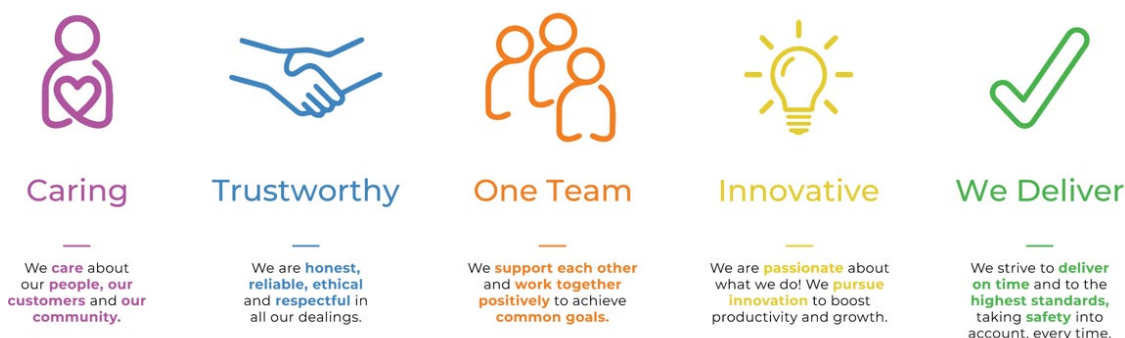 Caring
We care about
our people, our
customers and our
community.
Trustworthy
We are honest,
reliable, ethical
and respectful in
all our dealings.
One Team
We support each other
and work together
positively to achieve
common goals.
Innovative
We are passionate about
what we do! We pursue
innovation to boost
productivity and growth.
We Deliver
We strive to deliver
on time and to the
highest standards,
taking safety into
account, every time.